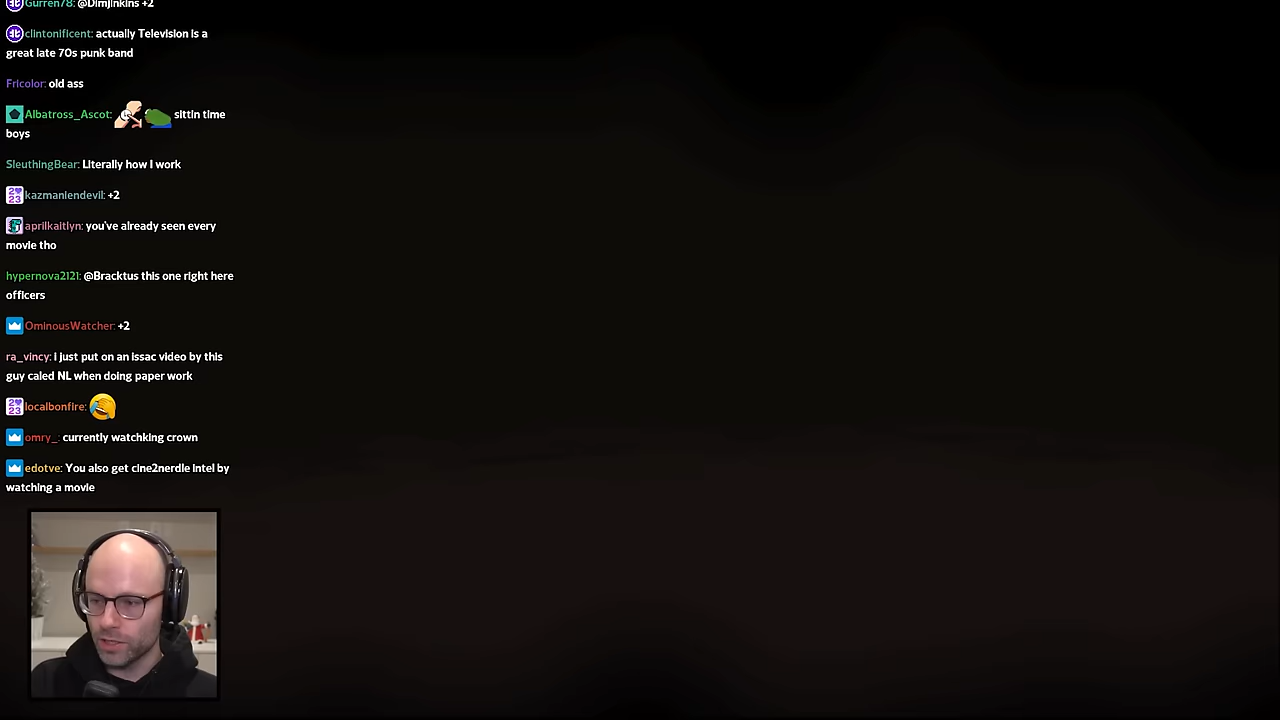 Gurren78: @Dimjinkins +2
clintonificent: actually Television is a
great late 70s punk band
Fricolor: old ass
Albatross_Ascot: sittin time
boys
SleuthingBear: Literally how I work
kazmanlendevil: +2
aprilkaitlyn: you've already seen every
movie tho
hypernova2121: @Bracktus this one right here
officers
OminousWatcher: +2
ra_vincy: i just put on an issac video by this
guy caled NL when doing paper work
localbonfire:
omry_: currently watchking crown
edotve: You also get cine2nerdle intel by
watching a movie